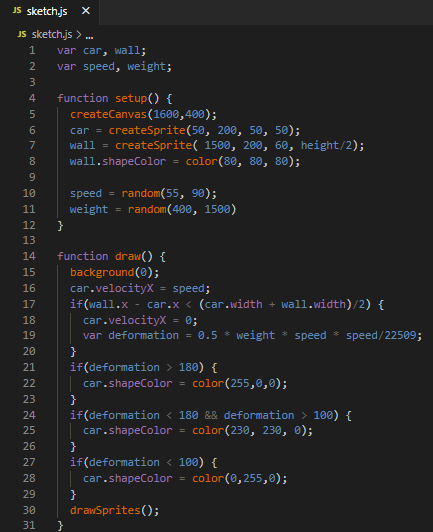 JS sketch.js ×
JS sketch.js > ...
1 var car, wall;
2 var speed, weight;
3
4 function setup() {
5   createCanvas(1600,400);
6   car = createSprite(50, 200, 50, 50);
7   wall = createSprite( 1500, 200, 60, height/2);
8   wall.shapeColor = color(80, 80, 80);
9
10   speed = random(55, 90);
11   weight = random(400, 1500)
12 }
13
14 function draw() {
15   background(0);
16   car.velocityX = speed;
17   if(wall.x - car.x < (car.width + wall.width)/2) {
18     car.velocityX = 0;
19     var deformation = 0.5 * weight * speed * speed/22509;
20   }
21   if(deformation > 180) {
22     car.shapeColor = color(255,0,0);
23   }
24   if(deformation < 180 && deformation > 100) {
25     car.shapeColor = color(230, 230, 0);
26   }
27   if(deformation < 100) {
28     car.shapeColor = color(0,255,0);
29   }
30   drawSprites();
31 }